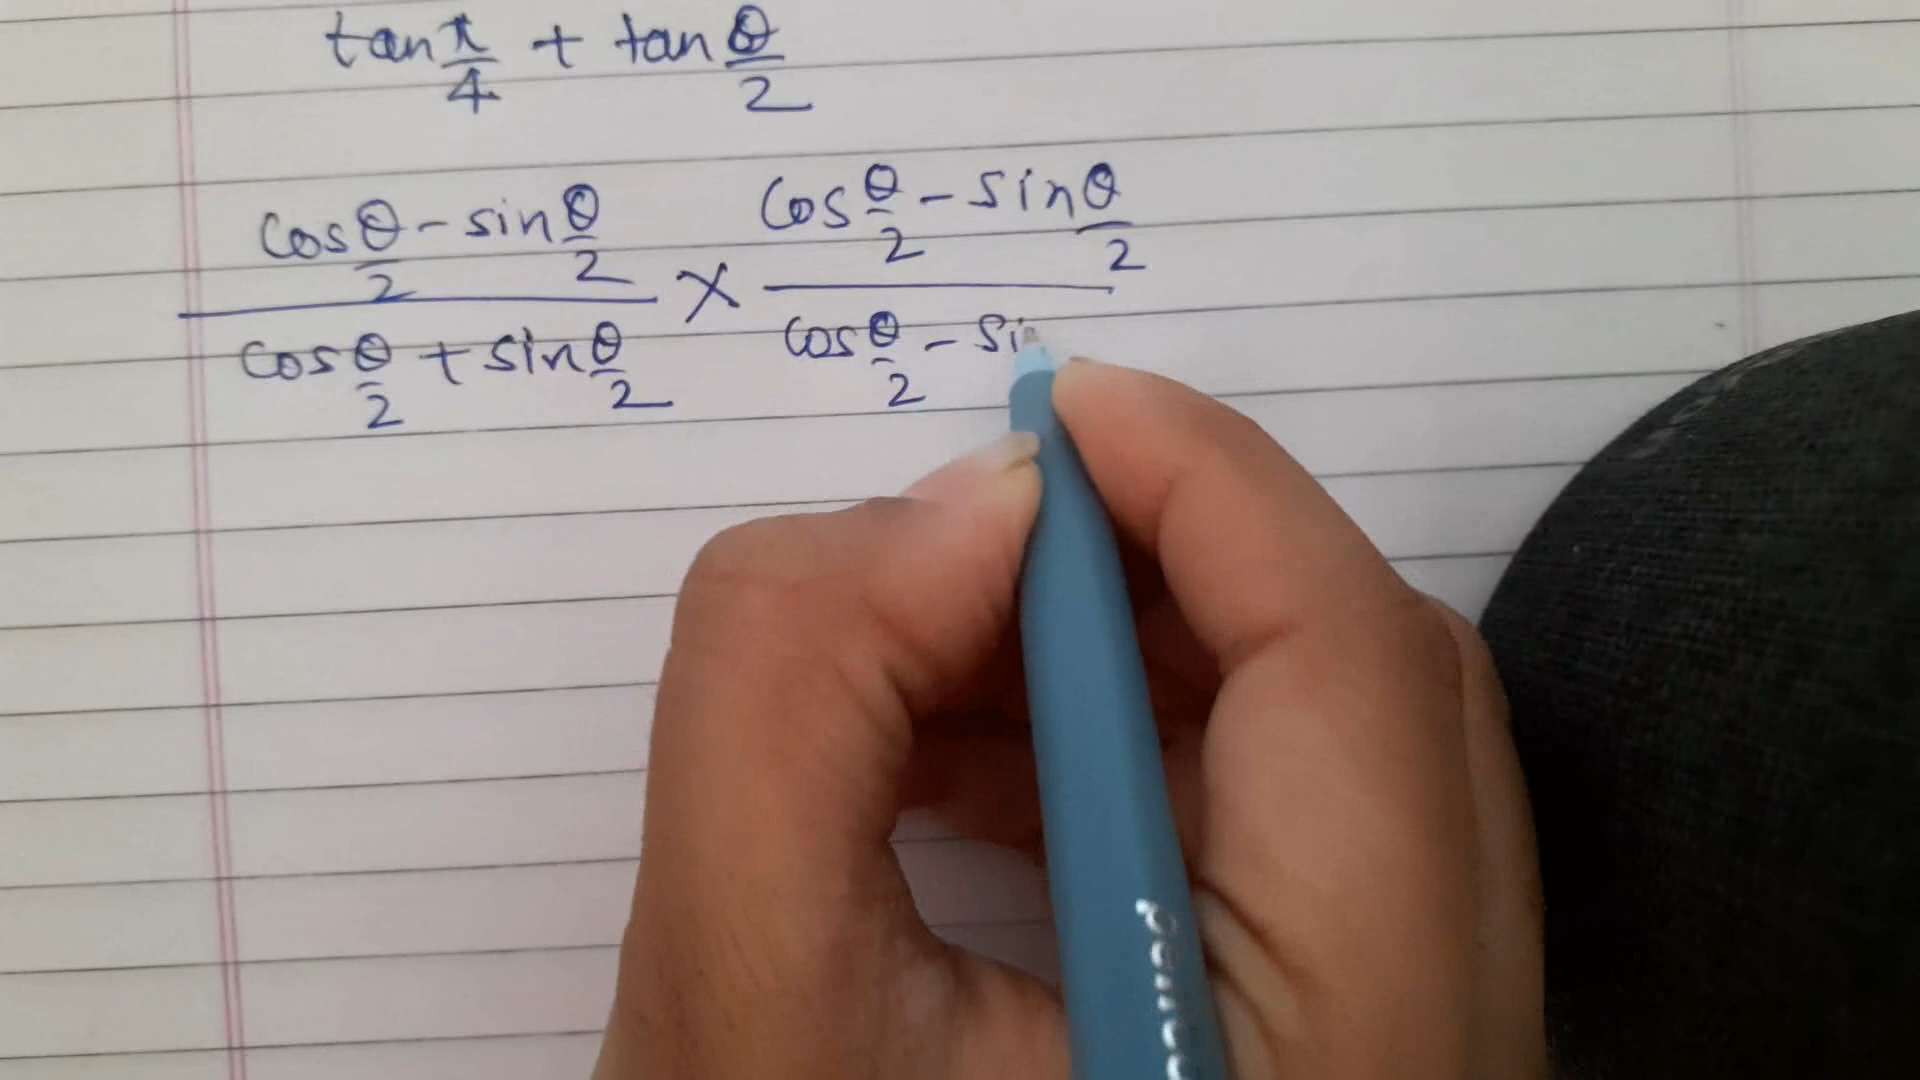 tan π/4 + tan θ/2
cos θ/2 - sin θ/2 × cos θ/2 - sin θ/2
cos θ/2 + sin θ/2 cos θ/2 - si